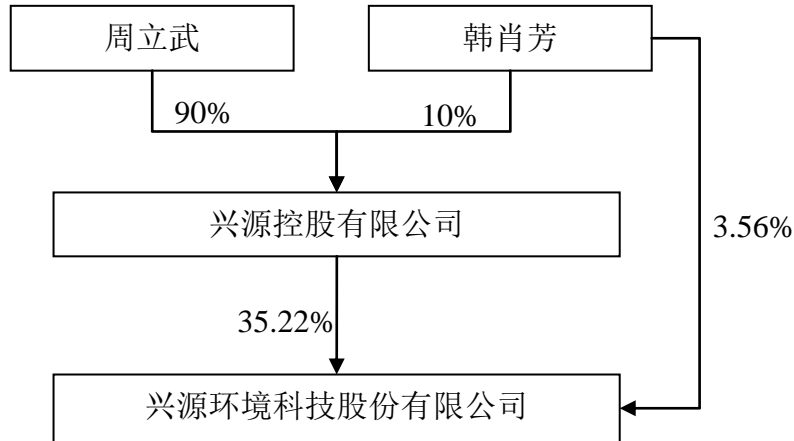 周立武
韩肖芳
90%
10%
兴源控股有限公司
3.56%
35.22%
兴源环境科技股份有限公司